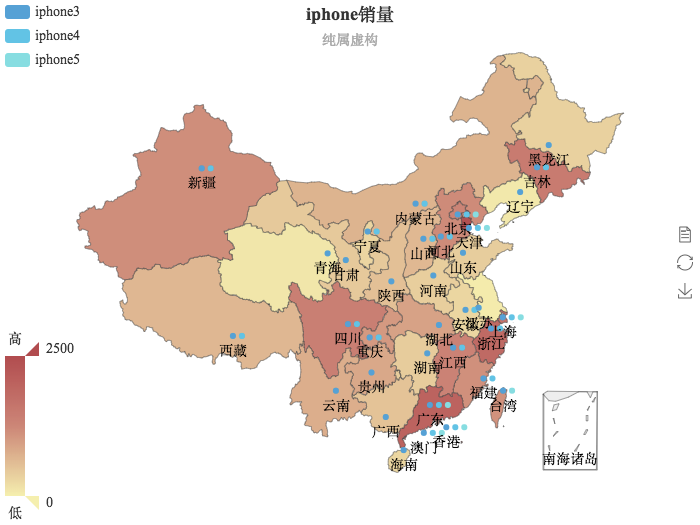 iphone销量
纯属虚构
iphone3
iphone4
iphone5
黑龙江
吉林
新疆
辽宁
内蒙古
北京
天津
宁夏
山西
河北
青海
甘肃
山东
陕西
河南
安徽
江苏
上海
四川
重庆
湖北
浙江
西藏
湖南
江西
贵州
福建
云南
台湾
广西
广东
香港
澳门
海南
南海诸岛
高
2500
0
低